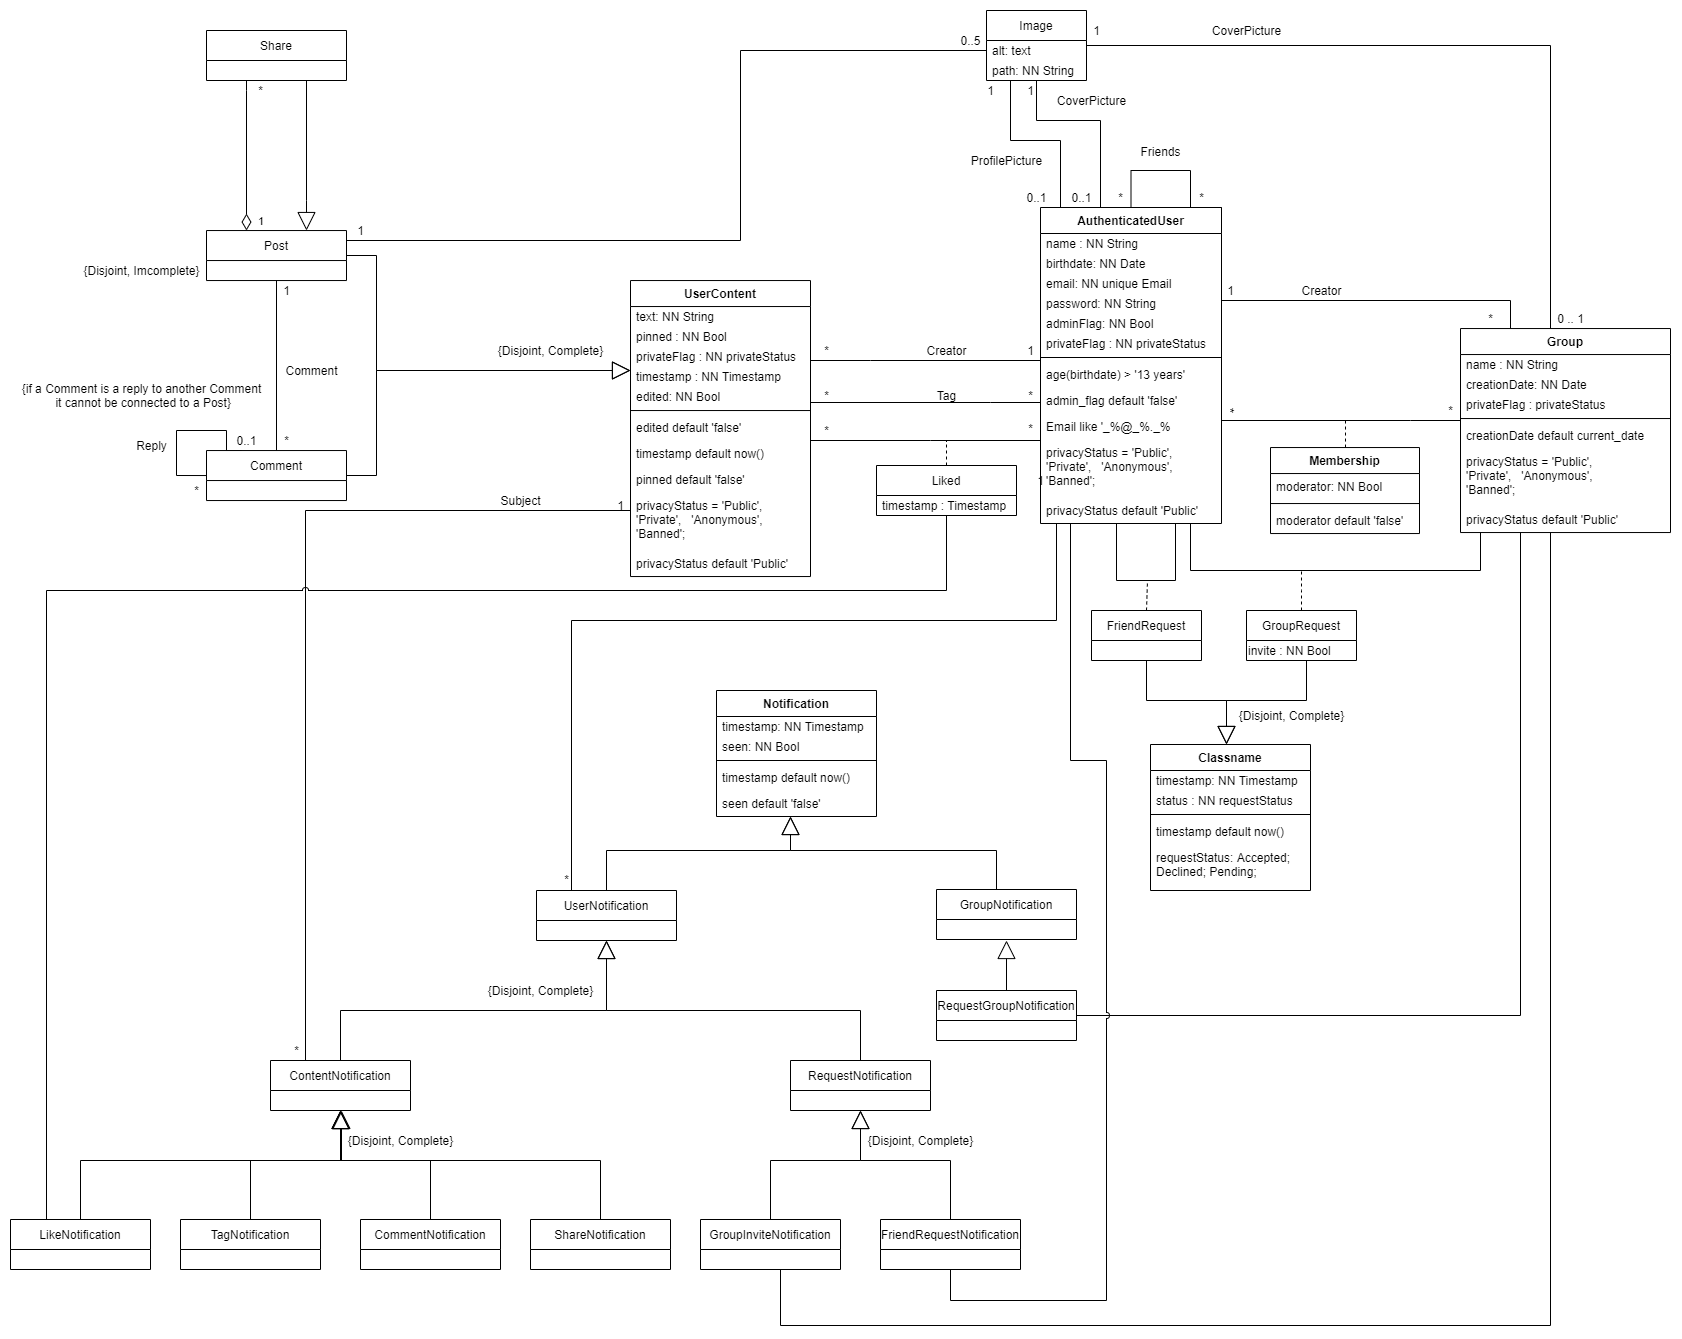 Share
*
1
Post
{Disjoint, Imcomplete}
1
1
Comment
{if a Comment is a reply to another Comment
it cannot be connected to a Post}
Reply
0..1
*
Comment
*
Image
alt: text
path: NN String
0..5
1
CoverPicture
1
1
CoverPicture
ProfilePicture
Friends
0..1
0..1
*
*
AuthenticatedUser
name : NN String
birthdate: NN Date
email: NN unique Email
password: NN String
adminFlag: NN Bool
privateFlag : NN privateStatus
age(birthdate) > '13 years'
admin_flag default 'false'
Email like '_%@_%._%
privacyStatus = 'Public',
'Private',   'Anonymous',
'Banned';
1
privacyStatus default 'Public'
UserContent
text: NN String
pinned : NN Bool
privateFlag : NN privateStatus
timestamp : NN Timestamp
edited: NN Bool
edited default 'false'
timestamp default now()
pinned default 'false'
privacyStatus = 'Public',
'Private',   'Anonymous',
'Banned';
privacyStatus default 'Public'
{Disjoint, Complete}
*
Creator
1
*
Tag
*
*
*
Liked
timestamp : Timestamp
Subject
1
1
Creator
*
0 .. 1
Group
name : NN String
creationDate: NN Date
privateFlag : privateStatus
creationDate default current_date
privacyStatus = 'Public',
'Private',   'Anonymous',
'Banned';
privacyStatus default 'Public'
*
*
Membership
moderator: NN Bool
moderator default 'false'
FriendRequest
GroupRequest
invite : NN Bool
{Disjoint, Complete}
Classname
timestamp: NN Timestamp
status : NN requestStatus
timestamp default now()
requestStatus: Accepted;
Declined; Pending;
Notification
timestamp: NN Timestamp
seen: NN Bool
timestamp default now()
seen default 'false'
*
UserNotification
GroupNotification
{Disjoint, Complete}
RequestGroupNotification
*
ContentNotification
RequestNotification
{Disjoint, Complete}
{Disjoint, Complete}
LikeNotification
TagNotification
CommentNotification
ShareNotification
GroupInviteNotification
FriendRequestNotification